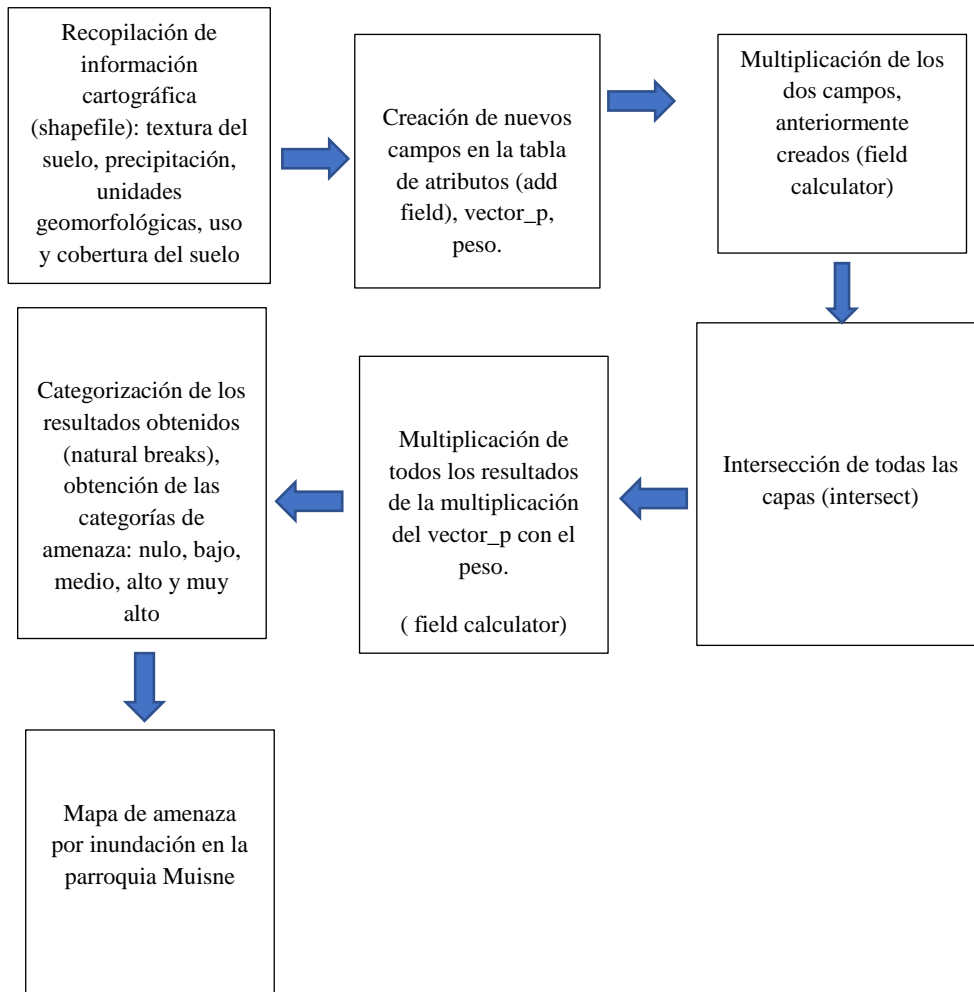 Recopilación de
información
cartográfica
(shapefile): textura del
suelo, precipitación,
unidades
geomorfológicas, uso
y cobertura del suelo
Creación de nuevos
campos en la tabla
de atributos (add
field), vector_p,
peso.
Multiplicación de los
dos campos,
anteriormente
creados (field
calculator)
Intersección de todas las
capas (intersect)
Multiplicación de
todos los resultados
de la multiplicación
del vector_p con el
peso.
( field calculator)
Categorización de los
resultados obtenidos
(natural breaks),
obtención de las
categorías de
amenaza: nulo, bajo,
medio, alto y muy
alto
Mapa de amenaza
por inundación en la
parroquia Muisne